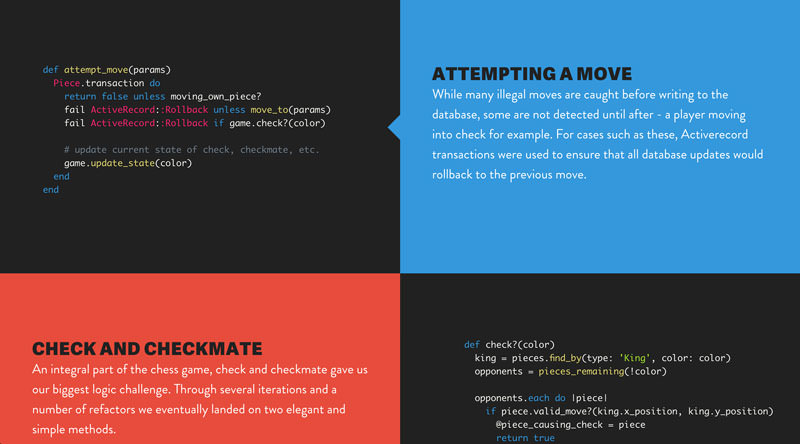 def attempt_move(params)
  Piece.transaction do
    return false unless moving_own_piece?
    fail ActiveRecord::Rollback unless move_to(params)
    fail ActiveRecord::Rollback if game.check?(color)

    # update current state of check, checkmate, etc.
    game.update_state(color)
  end
end
ATTEMPTING A MOVE
While many illegal moves are caught before writing to the
database, some are not detected until after - a player moving
into check for example. For cases such as these, Activerecord
transactions were used to ensure that all database updates would
rollback to the previous move.
CHECK AND CHECKMATE
An integral part of the chess game, check and checkmate gave us
our biggest logic challenge. Through several iterations and a
number of refactors we eventually landed on two elegant and
simple methods.
def check?(color)
  king = pieces.find_by(type: 'King', color: color)
  opponents = pieces_remaining(!color)

  opponents.each do |piece|
    if piece.valid_move?(king.x_position, king.y_position)
      @piece_causing_check = piece
      return true